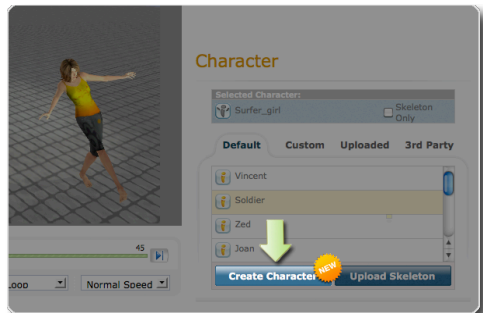 Character
Selected Character:
Surfer_girl
Skeleton
Only
Default Custom Uploaded 3rd Party
Vincent
Soldier
Zed
Joan
45
Create Character NEW Upload Skeleton
Loop Normal Speed